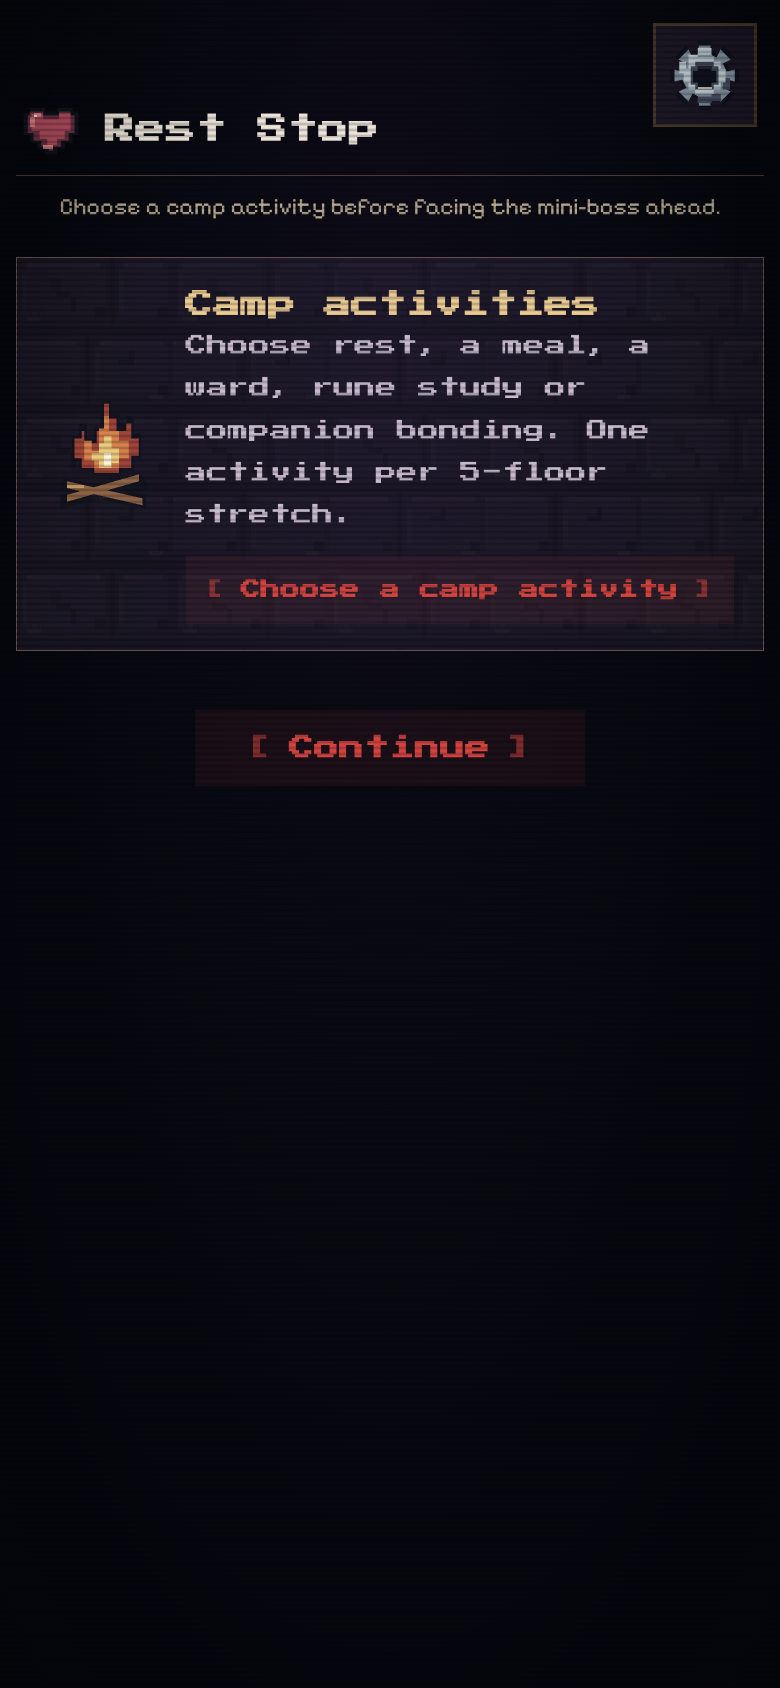 Rest Stop
Choose a camp activity before facing the mini-boss ahead.
Camp activities
Choose rest, a meal, a
ward, rune study or
companion bonding. One
activity per 5-floor
stretch.
[ Choose a camp activity ]
[ Continue ]